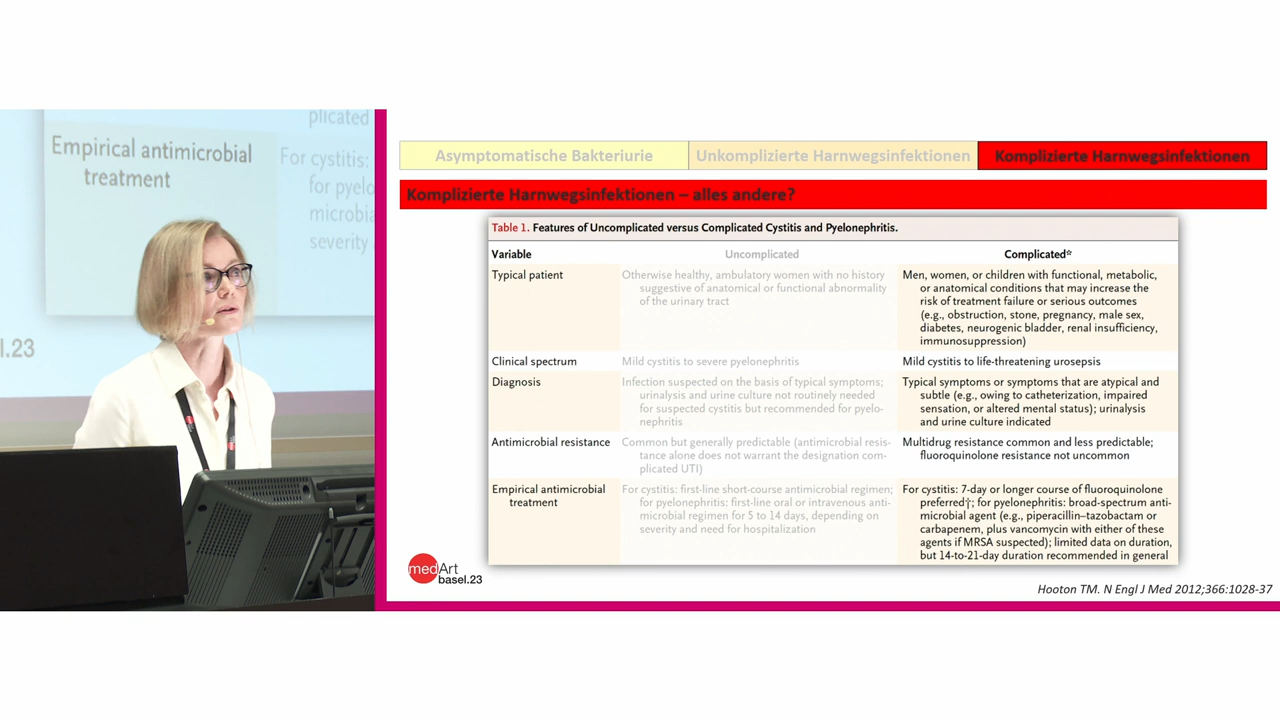 plicated
Empirical antimicrobial
treatment
For cystitis:
for pyelo
microbia
severity
l.23
Asymptomatische Bakteriurie
Unkomplizierte Harnwegsinfektionen
Komplizierte Harnwegsinfektionen
Komplizierte Harnwegsinfektionen – alles andere?
Table 1. Features of Uncomplicated versus Complicated Cystitis and Pyelonephritis.
Variable
Uncomplicated
Complicated*
Typical patient
Otherwise healthy, ambulatory women with no history
suggestive of anatomical or functional abnormality
of the urinary tract
Men, women, or children with functional, metabolic,
or anatomical conditions that may increase the
risk of treatment failure or serious outcomes
(e.g., obstruction, stone, pregnancy, male sex,
diabetes, neurogenic bladder, renal insufficiency,
immunosuppression)
Clinical spectrum
Mild cystitis to severe pyelonephritis
Mild cystitis to life-threatening urosepsis
Diagnosis
Infection suspected on the basis of typical symptoms;
urinalysis and urine culture not routinely needed
for suspected cystitis but recommended for pyelo-
nephritis
Typical symptoms or symptoms that are atypical and
subtle (e.g., owing to catheterization, impaired
sensation, or altered mental status); urinalysis
and urine culture indicated
Antimicrobial resistance
Common but generally predictable (antimicrobial resis-
tance alone does not warrant the designation com-
plicated UTI)
Multidrug resistance common and less predictable;
fluoroquinolone resistance not uncommon
Empirical antimicrobial
treatment
For cystitis: first-line short-course antimicrobial regimen;
for pyelonephritis: first-line oral or intravenous anti-
microbial regimen for 5 to 14 days, depending on
severity and need for hospitalization
For cystitis: 7-day or longer course of fluoroquinolone
preferred†; for pyelonephritis: broad-spectrum anti-
microbial agent (e.g., piperacillin–tazobactam or
carbapenem, plus vancomycin with either of these
agents if MRSA suspected); limited data on duration,
but 14-to-21-day duration recommended in general
medArt
basel.23
Hooton TM. N Engl J Med 2012;366:1028-37